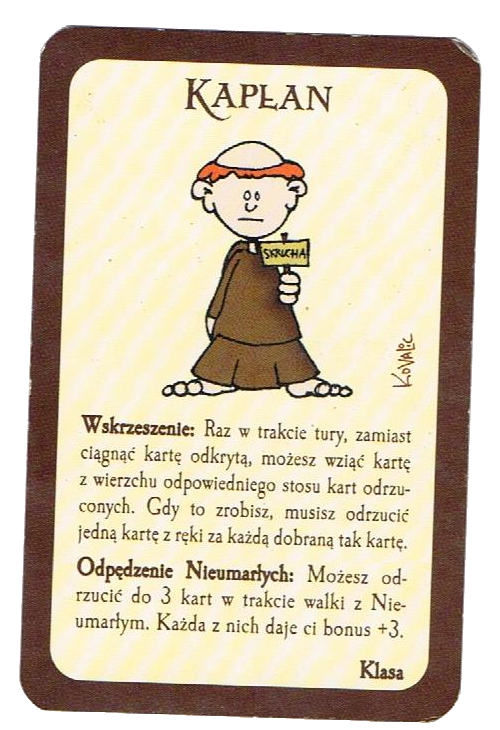 KAPŁAN
SKRUCHA
KOVALIC
Wskrzeszenie: Raz w trakcie tury, zamiast
ciągnąć kartę odkrytą, możesz wziąć kartę
z wierzchu odpowiedniego stosu kart odrzu-
conych. Gdy to zrobisz, musisz odrzucić
jedną kartę z ręki za każdą dobraną tak kartę.
Odpędzenie Nieumarłych: Możesz od-
rzucić do 3 kart w trakcie walki z Nie-
umarłym. Każda z nich daje ci bonus +3.
Klasa